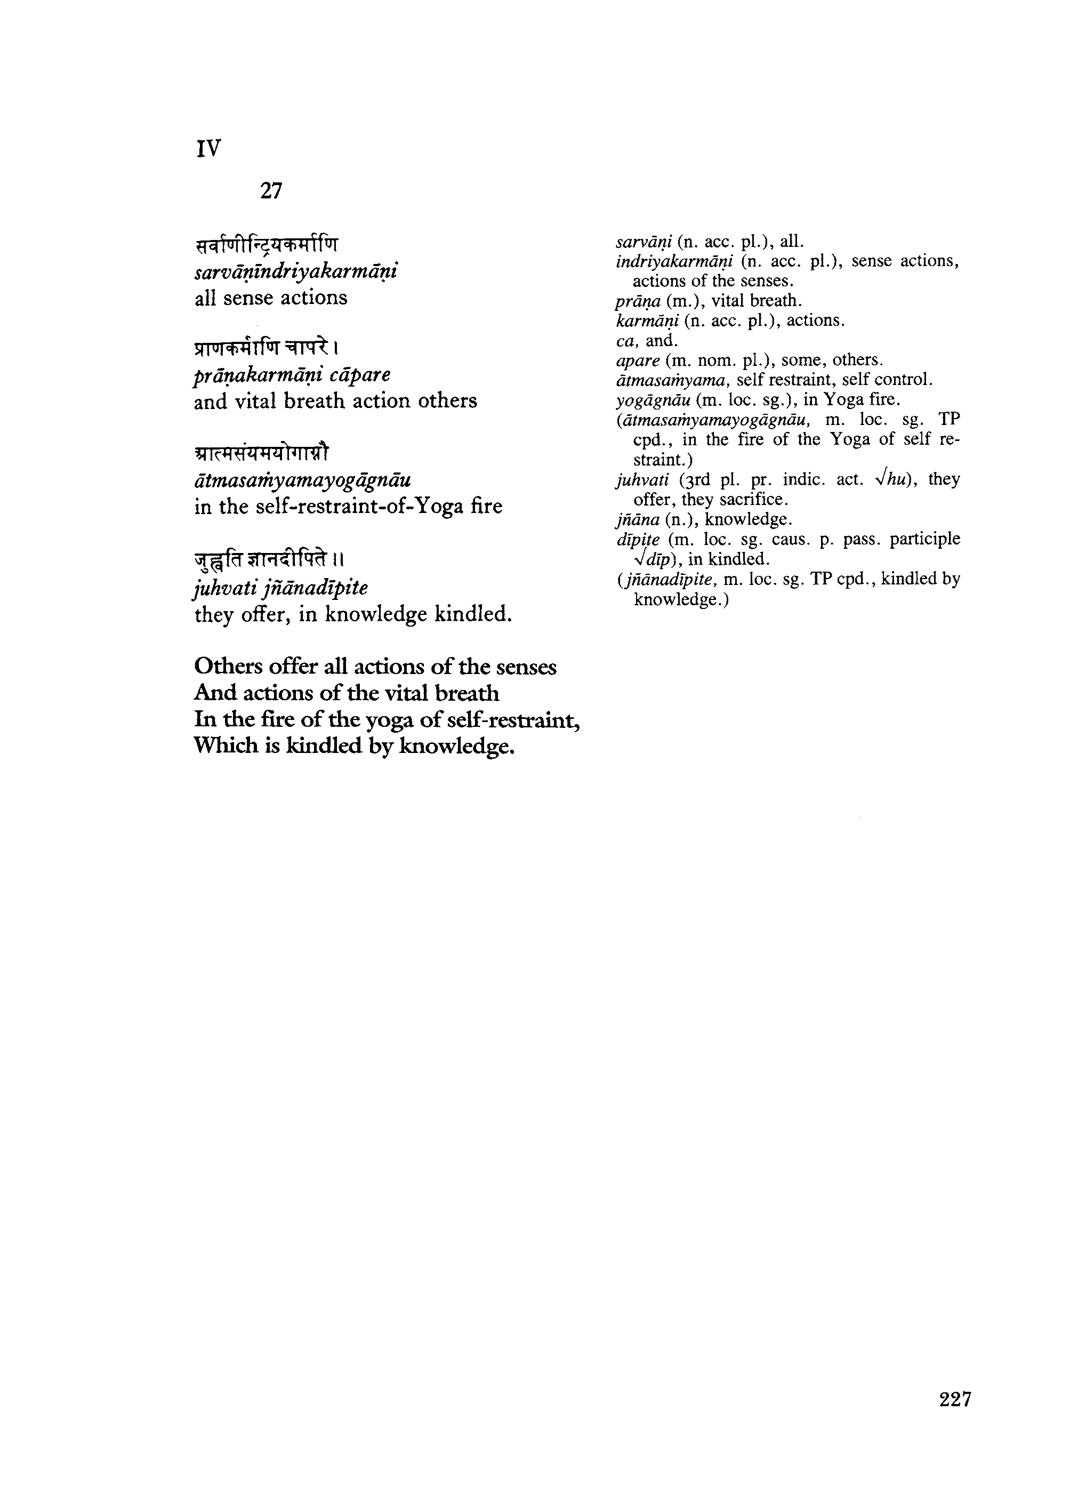 IV
27
सर्वाणीन्द्रियकर्माणि
sarvāṇīndriyakarmāṇi
all sense actions
प्राणकर्माणि चापरे ।
prāṇakarmāṇi cāpare
and vital breath action others
आत्मसंयमयोगाग्नौ
ātmasaṁyamayogāgnāu
in the self-restraint-of-Yoga fire
जुह्वति ज्ञानदीपिते ॥
juhvati jñānadīpite
they offer, in knowledge kindled.
Others offer all actions of the senses
And actions of the vital breath
In the fire of the yoga of self-restraint,
Which is kindled by knowledge.
sarvāṇi (n. acc. pl.), all.
indriyakarmāṇi (n. acc. pl.), sense actions,
actions of the senses.
prāṇa (m.), vital breath.
karmāṇi (n. acc. pl.), actions.
ca, and.
apare (m. nom. pl.), some, others.
ātmasaṁyama, self restraint, self control.
yogāgnāu (m. loc. sg.), in Yoga fire.
(ātmasaṁyamayogāgnāu, m. loc. sg. TP
cpd., in the fire of the Yoga of self re-
straint.)
juhvati (3rd pl. pr. indic. act. √hu), they
offer, they sacrifice.
jñāna (n.), knowledge.
dīpite (m. loc. sg. caus. p. pass. participle
√dīp), in kindled.
(jñānadīpite, m. loc. sg. TP cpd., kindled by
knowledge.)
227